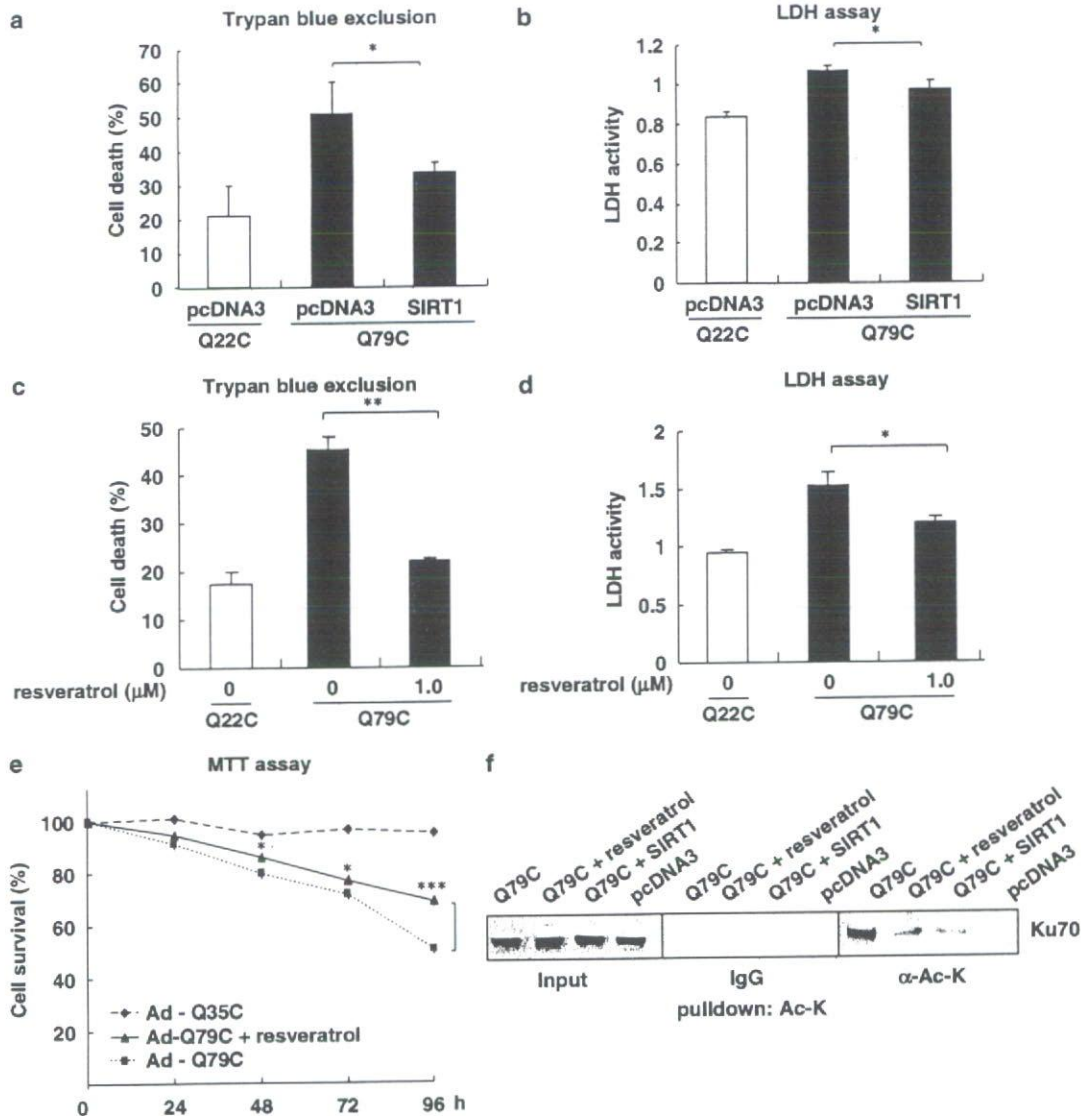 a
Trypan blue exclusion
Cell death (%)
70
60
50
40
30
20
10
0
*
pcDNA3 pcDNA3 SIRT1
Q22C Q79C
b
LDH assay
LDH activity
1.2
1
0.8
0.6
0.4
0.2
0
*
pcDNA3 pcDNA3 SIRT1
Q22C Q79C
c
Trypan blue exclusion
Cell death (%)
50
40
30
20
10
0
**
resveratrol (μM) 0 0 1.0
Q22C Q79C
d
LDH assay
LDH activity
2
1.5
1
0.5
0
*
resveratrol (μM) 0 0 1.0
Q22C Q79C
e
MTT assay
Cell survival (%)
100
80
60
40
20
* * ***
Ad - Q35C
Ad-Q79C + resveratrol
Ad - Q79C
0 24 48 72 96 h
f
Q79C
Q79C + resveratrol
Q79C + SIRT1
pcDNA3
Q79C
Q79C + resveratrol
Q79C + SIRT1
pcDNA3
Q79C
Q79C + resveratrol
Q79C + SIRT1
pcDNA3
Ku70
Input IgG α-Ac-K
pulldown: Ac-K